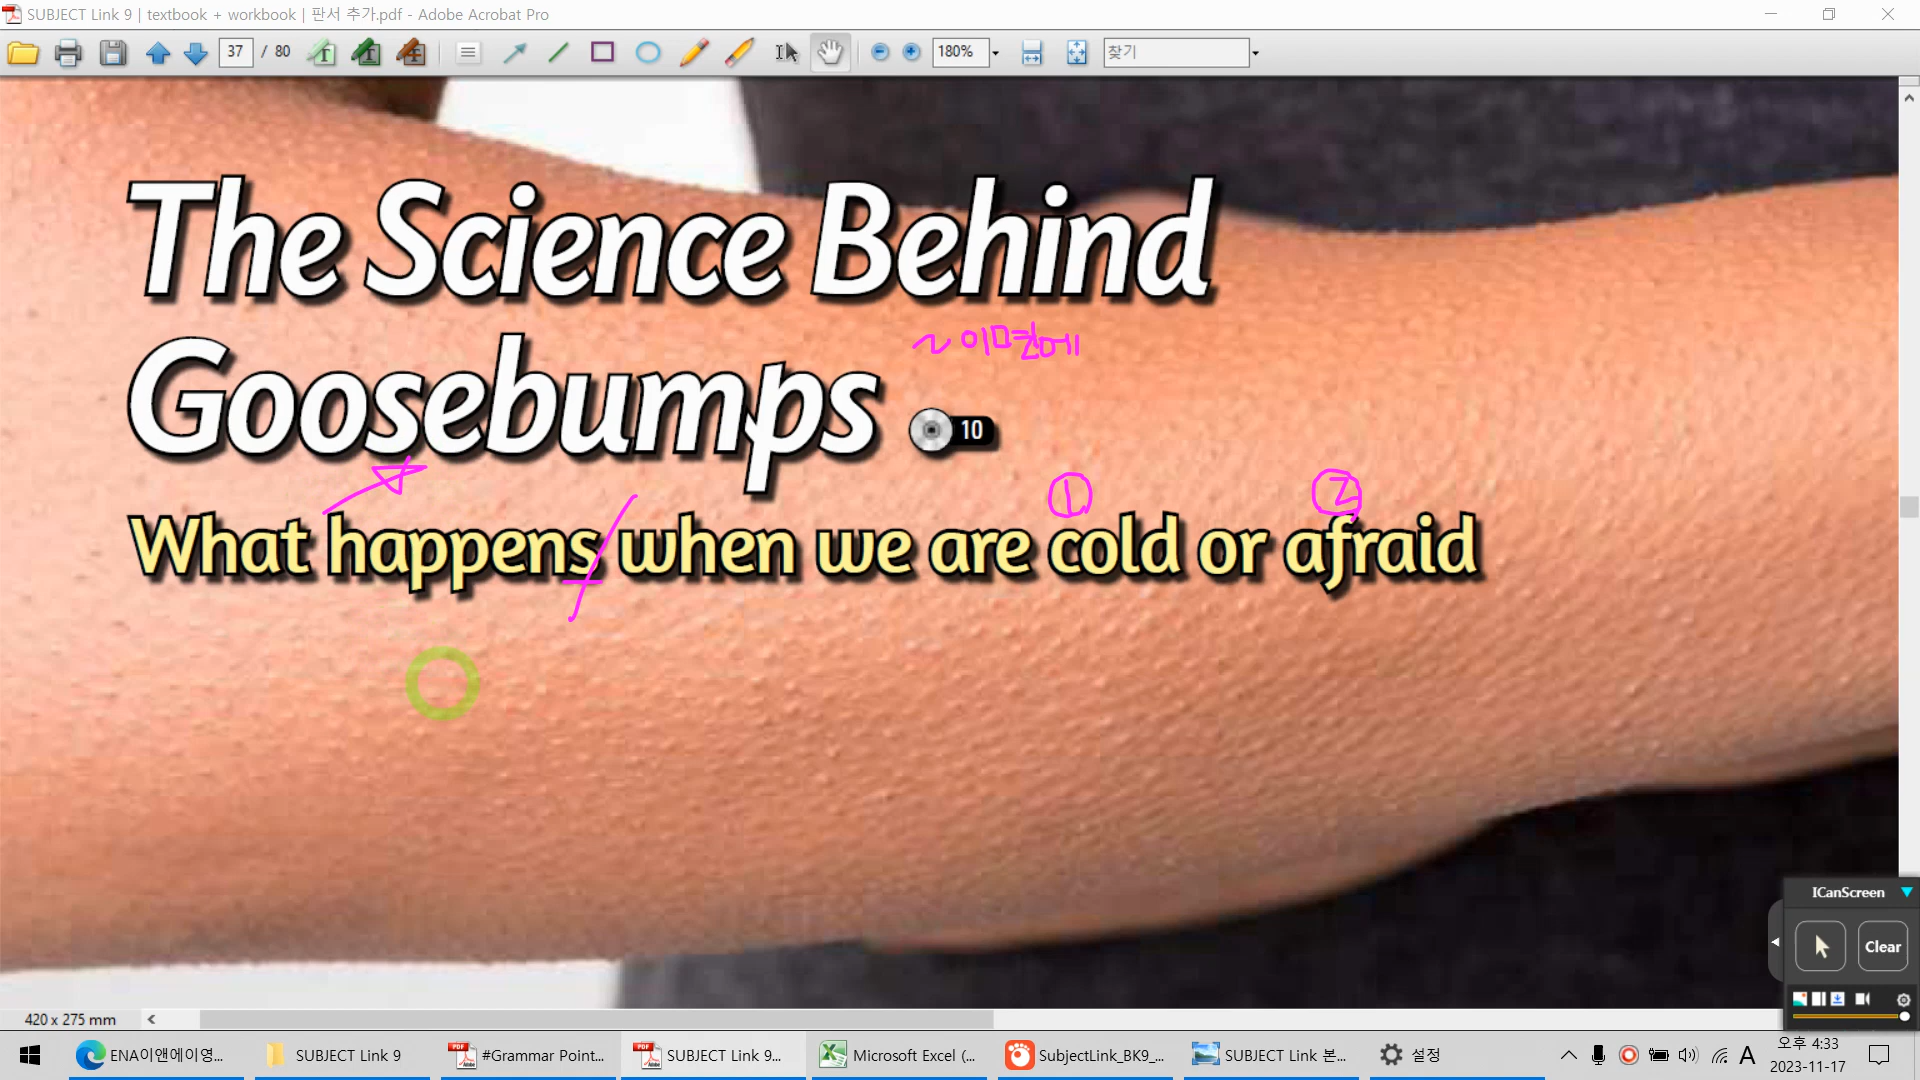 SUBJECT Link 9 | textbook + workbook | 판서 추가.pdf - Adobe Acrobat Pro
37 / 80 180% 찾기
The Science Behind
~ 이면에
Goosebumps 10
① ②
What happens when we are cold or afraid
ICanScreen
Clear
420 x 275 mm
ENA이앤에이영... SUBJECT Link 9 #Grammar Point... SUBJECT Link 9... Microsoft Excel (... SubjectLink_BK9_... SUBJECT Link 본... 설정 A 오후 4:33
2023-11-17